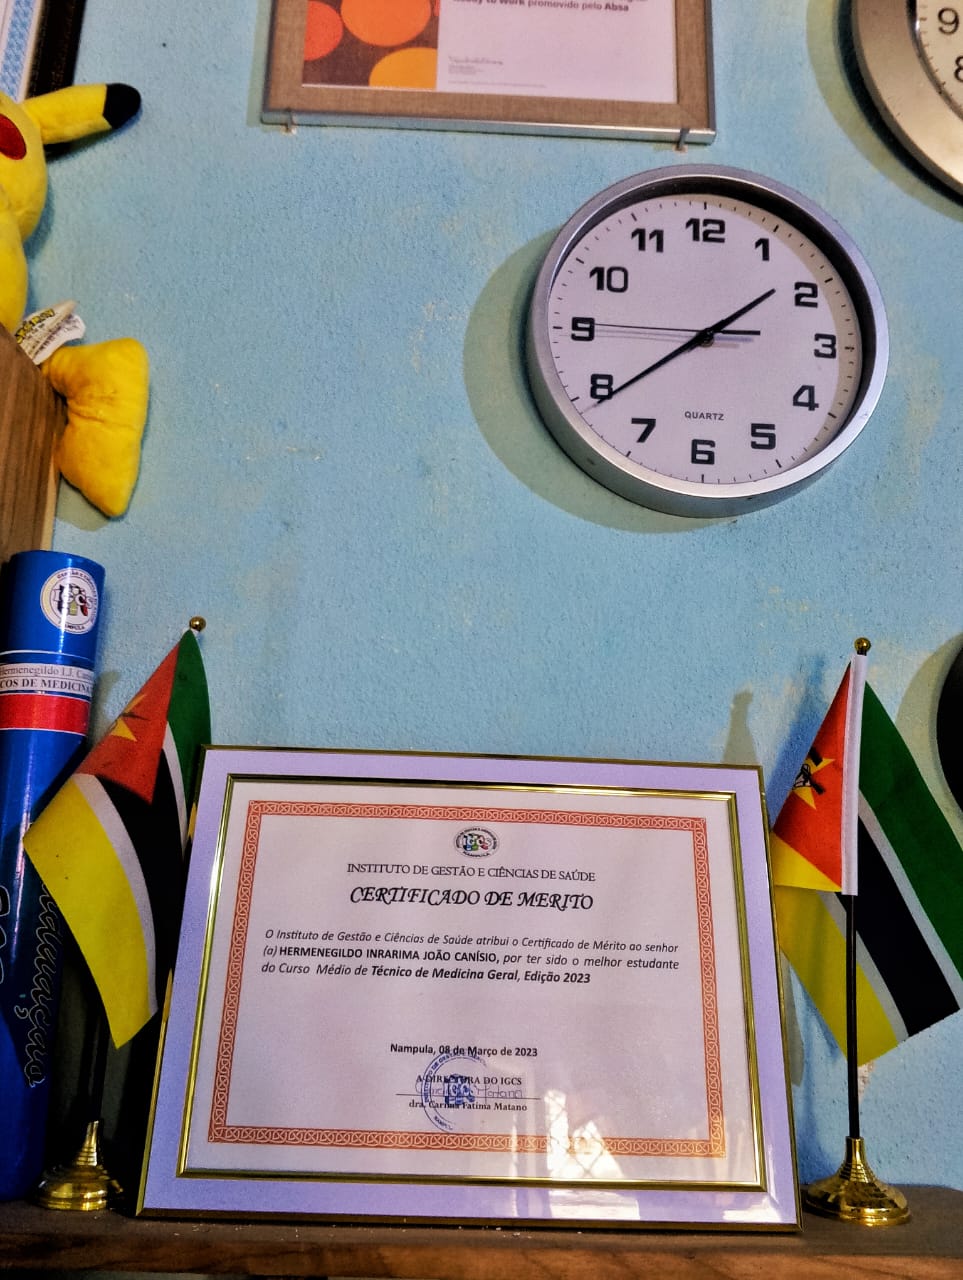 Ready to Work promovido pelo Absa
9
8
12
1
2
3
4
5
6
7
8
9
10
11
QUARTZ
NAMPULA
Hermenegildo I.J.
COS DE MEDICINA
INSTITUTO DE GESTÃO E CIÊNCIAS DE SAÚDE
CERTIFICADO DE MERITO
O Instituto de Gestão e Ciências de Saúde atribui o Certificado de Mérito ao senhor
(a) HERMENEGILDO INRARIMA JOÃO CANÍSIO, por ter sido o melhor estudante
do Curso Médio de Técnico de Medicina Geral, Edição 2023
Nampula, 08 de Março de 2023
A DIRECTORA DO IGCS
dra. Carima Fatima Matano